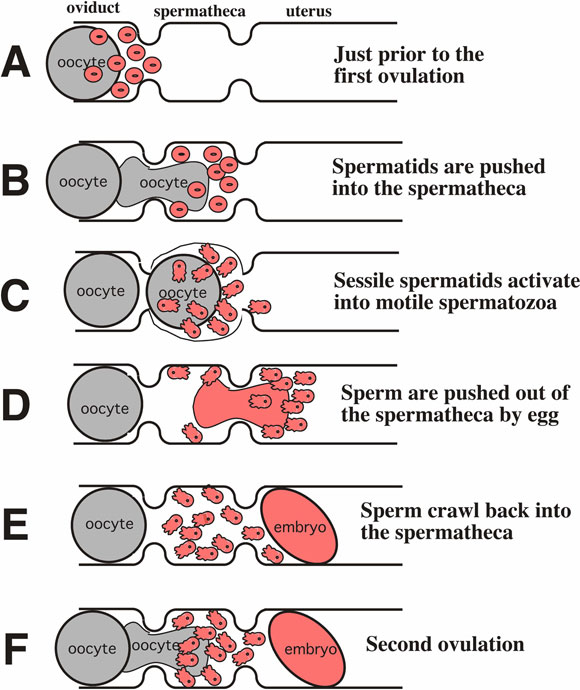 oviduct spermatheca uterus
A
oocyte
Just prior to the
first ovulation
B
oocyte oocyte
Spermatids are pushed
into the spermatheca
C
oocyte oocyte
Sessile spermatids activate
into motile spermatozoa
D
oocyte
Sperm are pushed out of
the spermatheca by egg
E
oocyte embryo
Sperm crawl back into
the spermatheca
F
oocyte oocyte embryo
Second ovulation